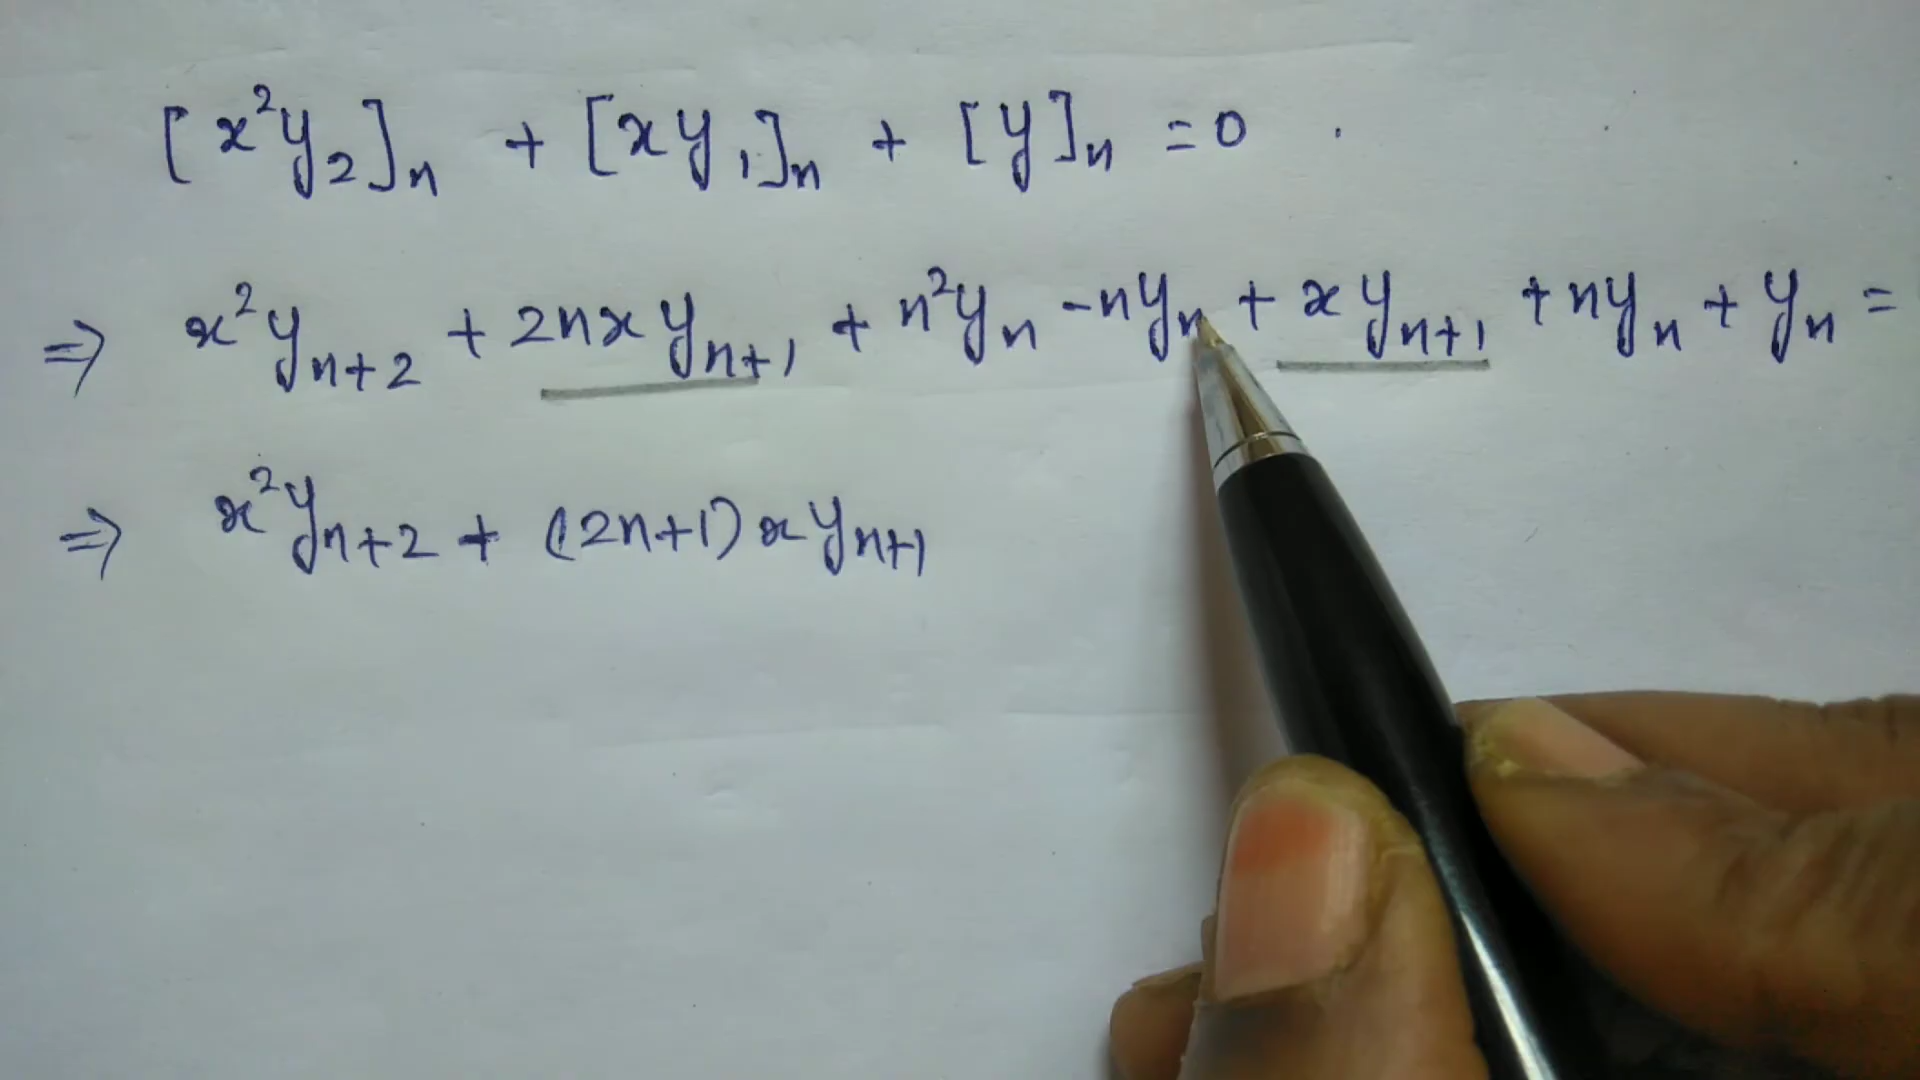 [x²y₂]ₙ + [xy₁]ₙ + [y]ₙ = 0
⇒ x²yₙ₊₂ + 2nxyₙ₊₁ + n²yₙ - nyₙ + xyₙ₊₁ + nyₙ + yₙ =
⇒ x²yₙ₊₂ + (2n+1)xyₙ₊₁